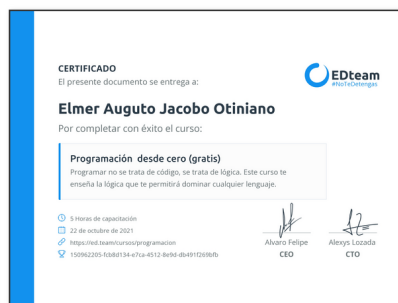 CERTIFICADO
El presente documento se entrega a:
EDteam
#NoTeDetengas
Elmer Auguto Jacobo Otiniano
Por completar con éxito el curso:
Programación desde cero (gratis)
Programar no se trata de código, se trata de lógica. Este curso te
enseña la lógica que te permitirá dominar cualquier lenguaje.
5 Horas de capacitación
22 de octubre de 2021
https://ed.team/cursos/programacion
150962205-fcb8d134-e7ca-4512-8e9d-db491f269bfb
Alvaro Felipe
CEO
Alexys Lozada
CTO